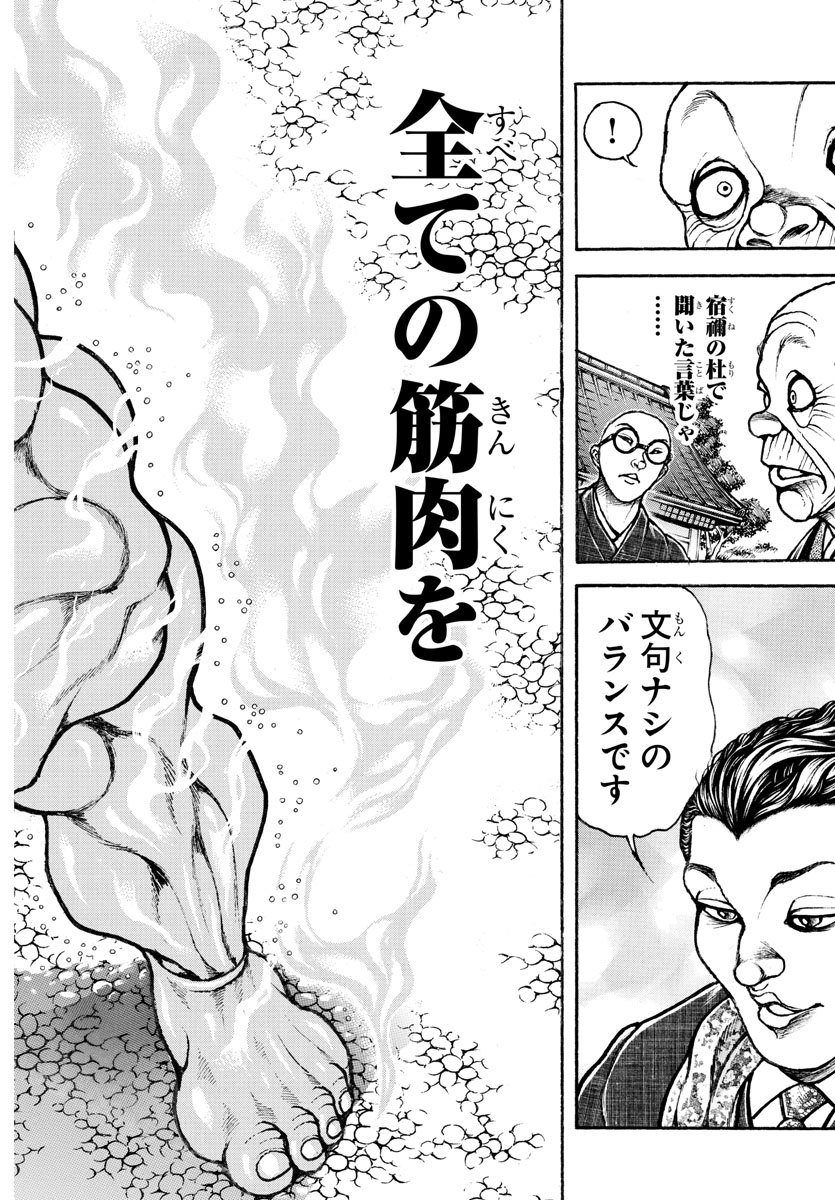 ！
宿禰の杜で
聞いた言葉じゃ
……
文句ナシの
バランスです
全ての筋肉を